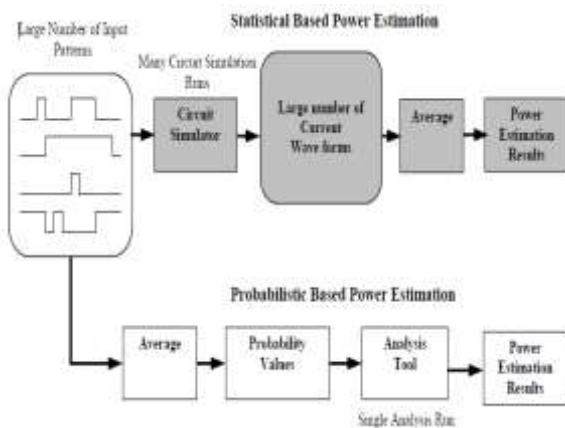 Large Number of Input
Patterns
Statistical Based Power Estimation
Many Circuit Simulation
Runs
Circuit
Simulator
Large number of
Current
Wave forms
Average
Power
Estimation
Results
Probabilistic Based Power Estimation
Average
Probability
Values
Analysis
Tool
Power
Estimation
Results
Single Analysis Run